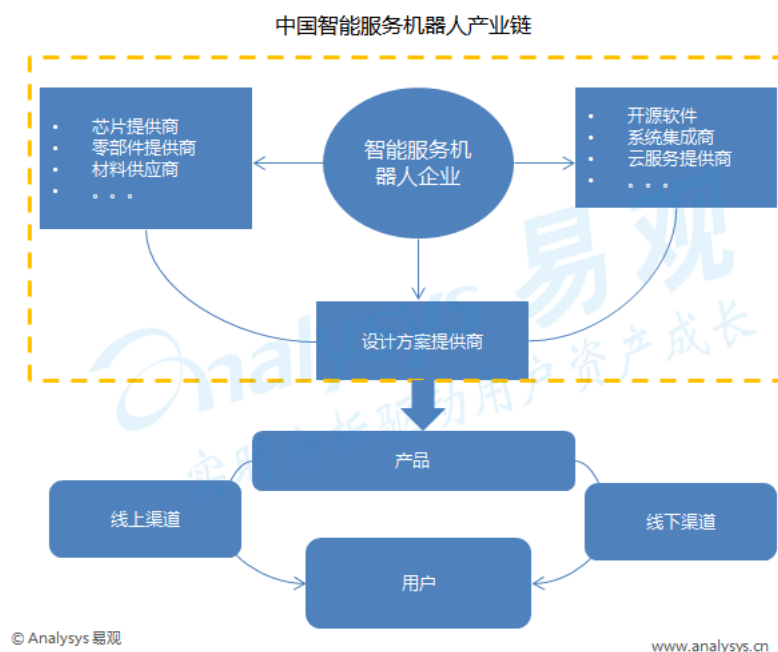 中国智能服务机器人产业链
• 芯片提供商
• 零部件提供商
• 材料供应商
• 。。。
智能服务机
器人企业
• 开源软件
• 系统集成商
• 云服务提供商
• 。。。
设计方案提供商
Analysys 易观
实时分析驱动用户资产成长
产品
线上渠道
线下渠道
用户
© Analysys 易观
www.analysys.cn